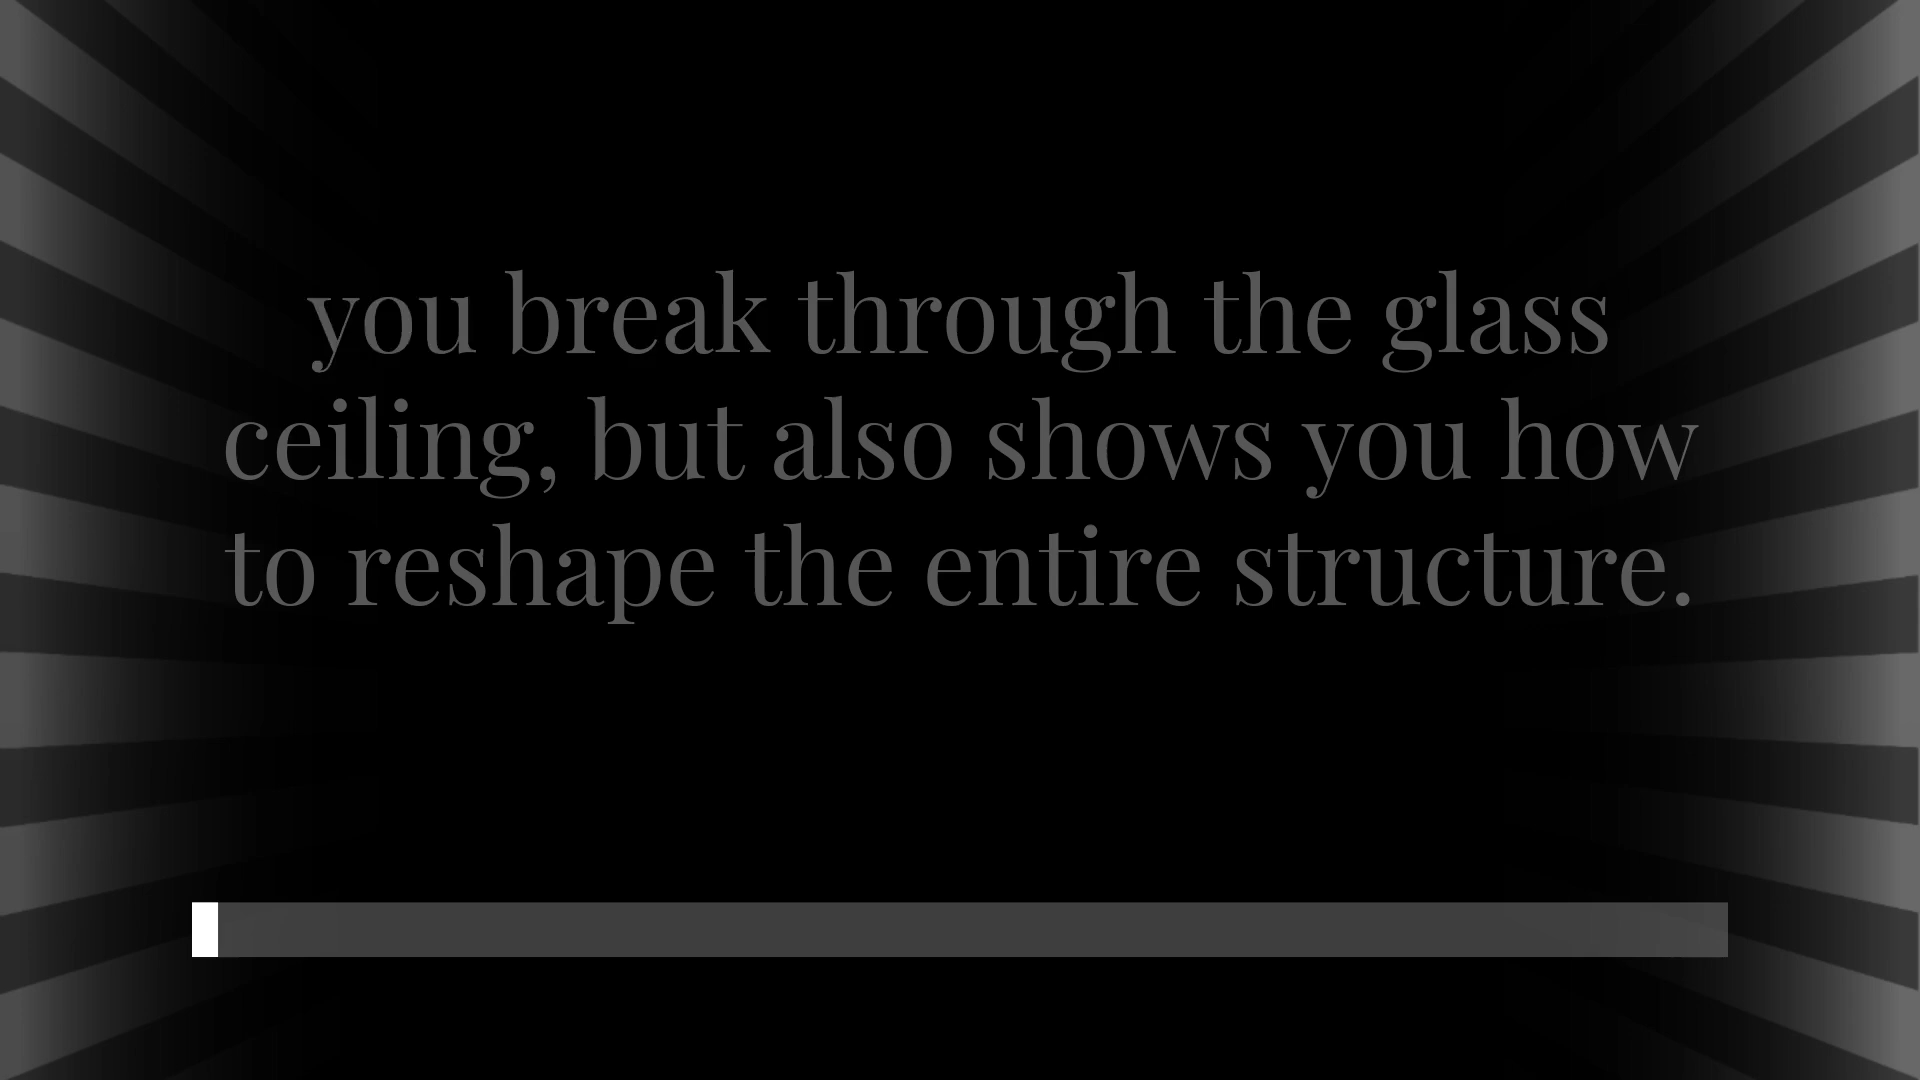 you break through the glass
ceiling, but also shows you how
to reshape the entire structure.